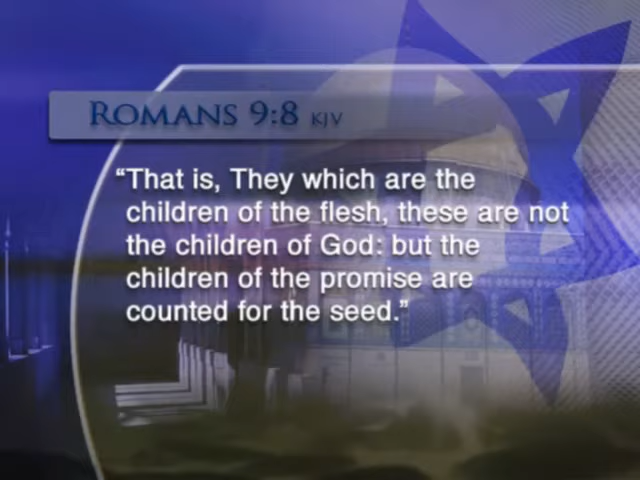 ROMANS 9:8 KJV
“That is, They which are the
children of the flesh, these are not
the children of God: but the
children of the promise are
counted for the seed.”